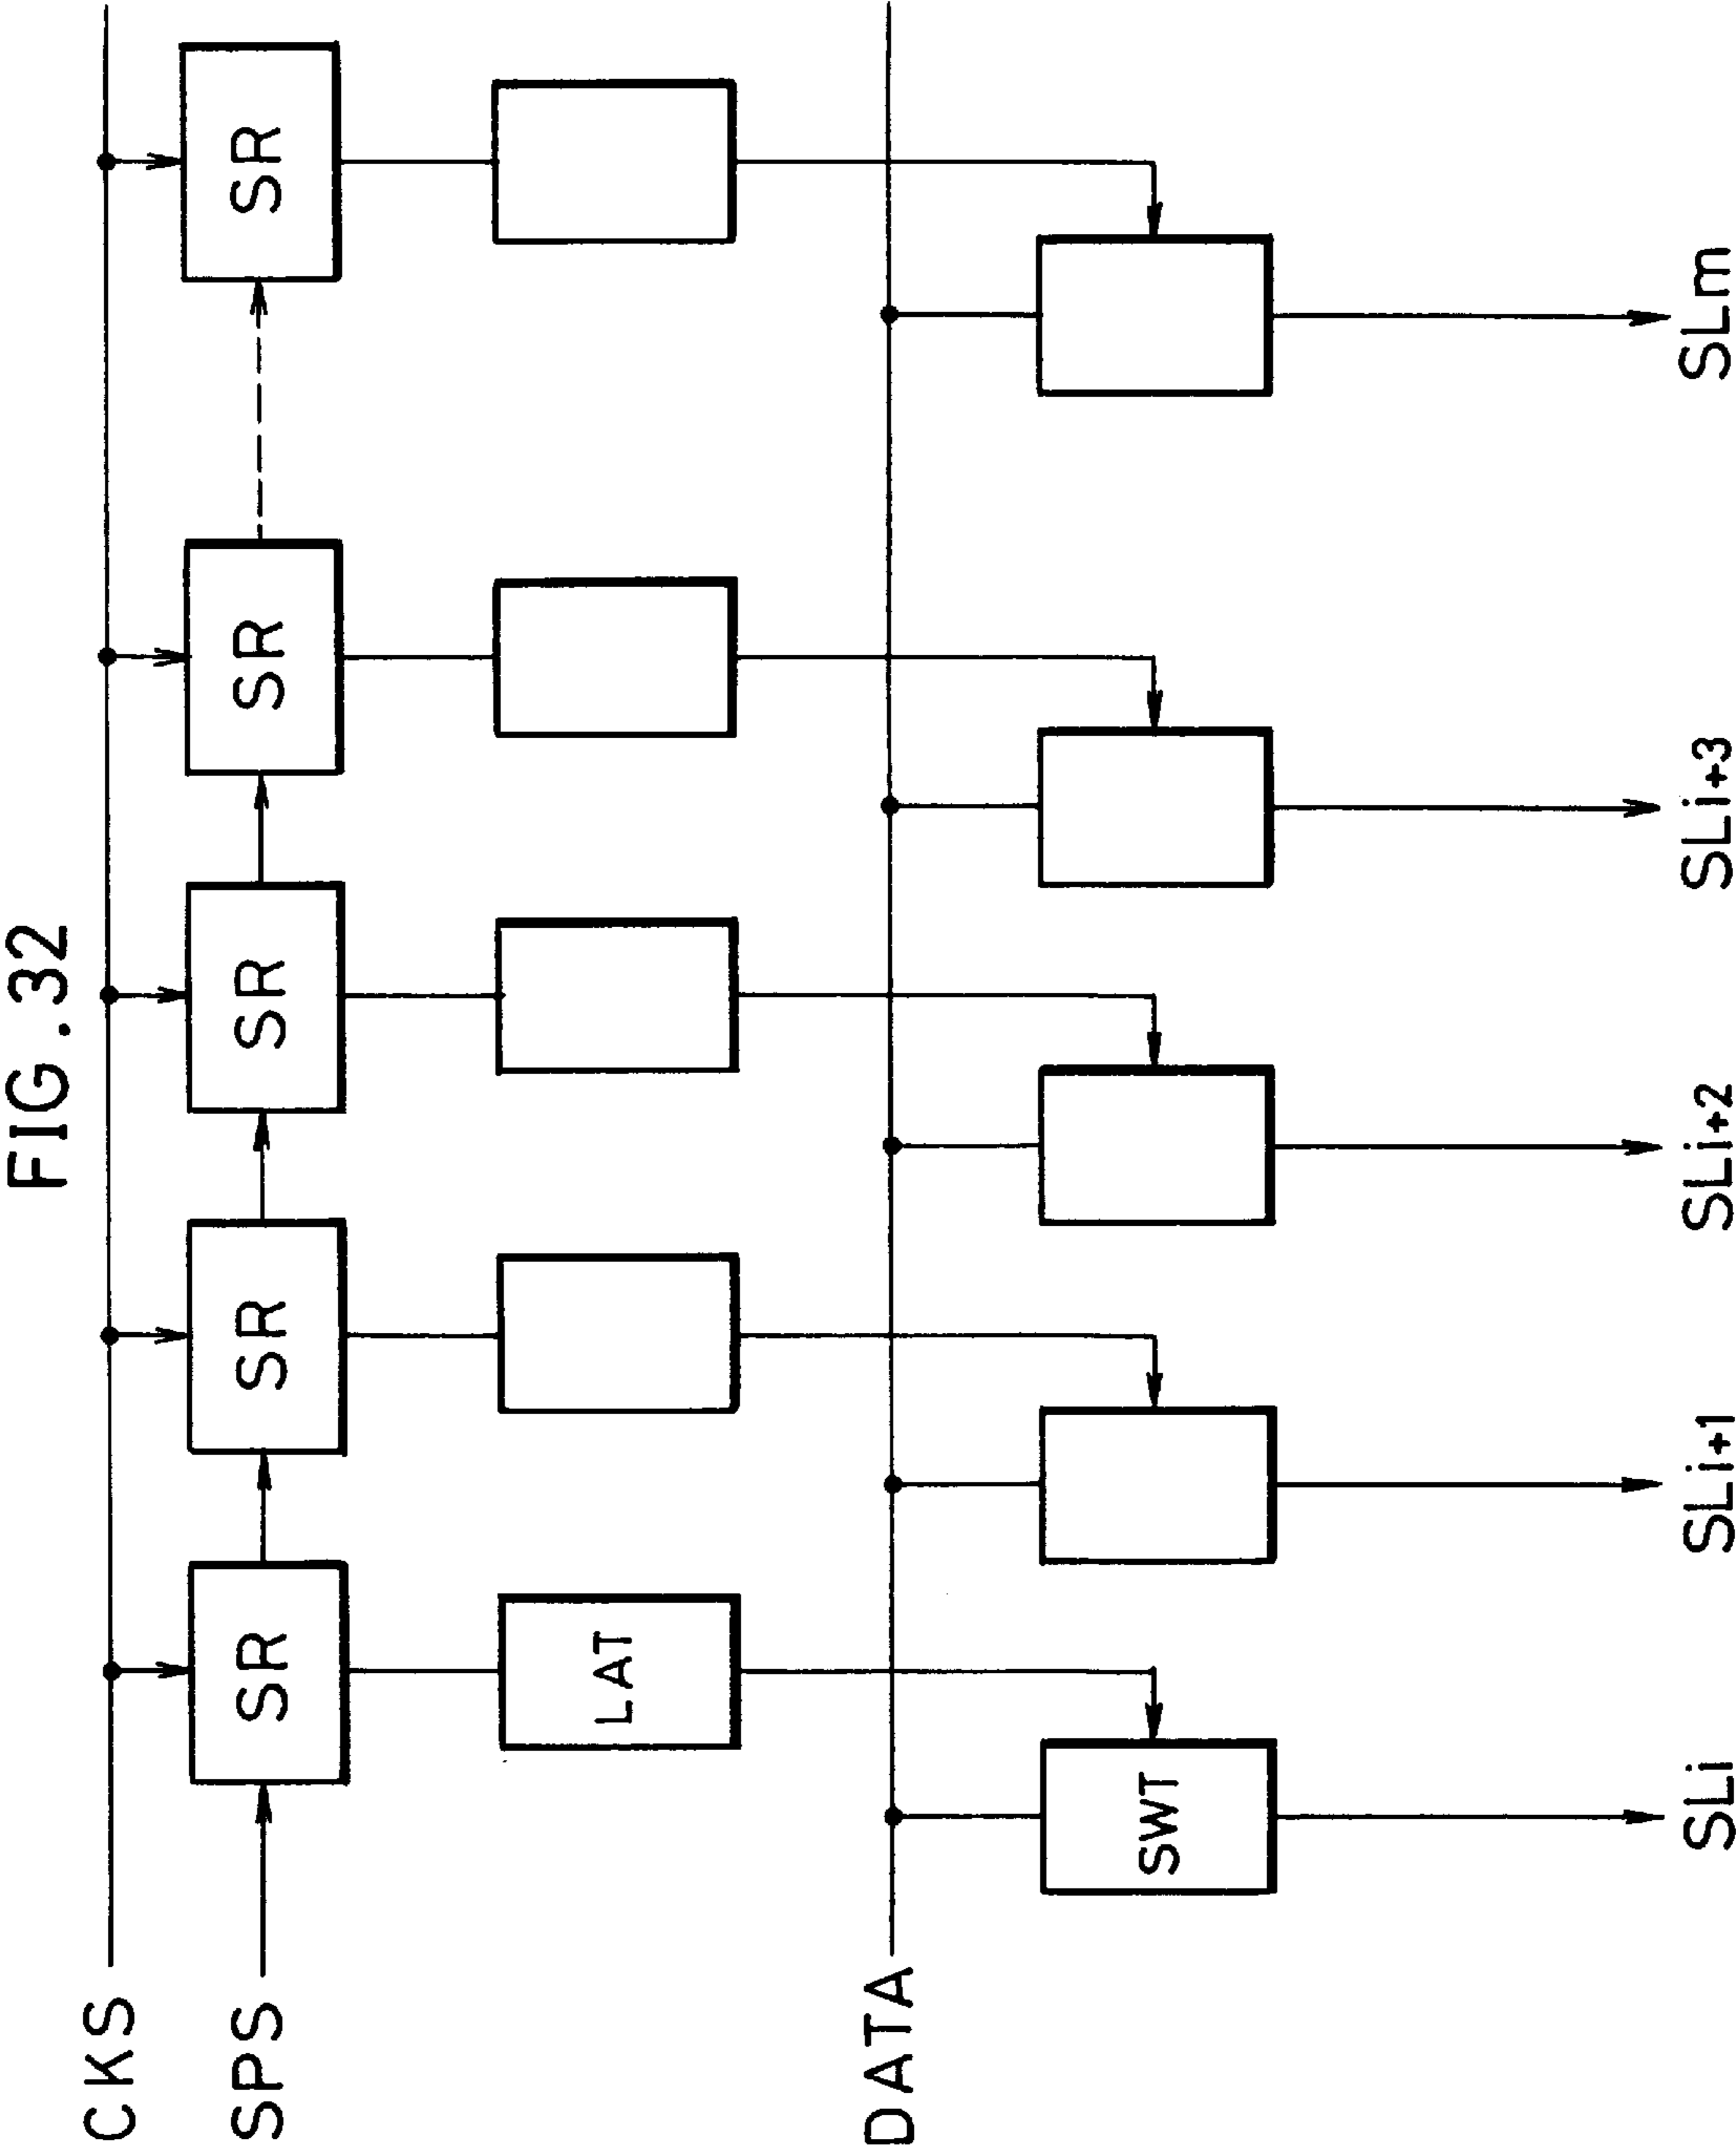 FIG.32
CKS
SPS
SR SR SR SR SR
LAT
DATA
SWT
SLi SLi+1 SLi+2 SLi+3 SLm